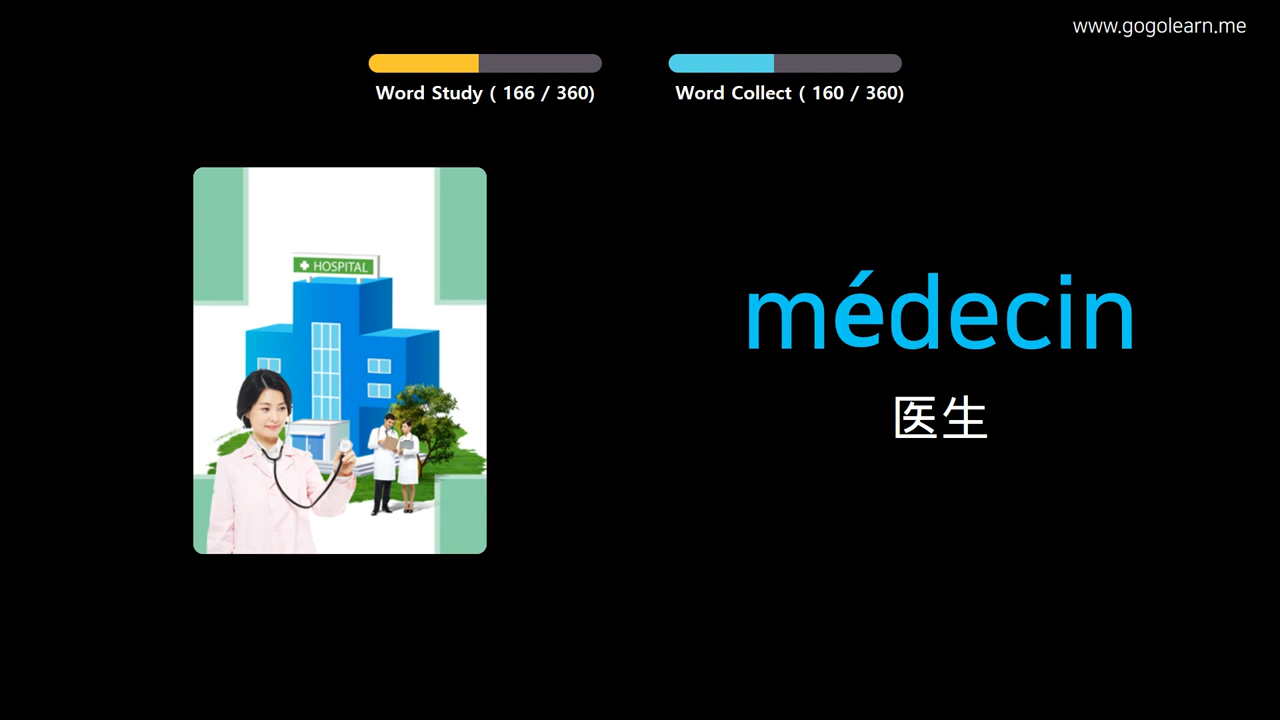 www.gogolearn.me
Word Study ( 166 / 360)
Word Collect ( 160 / 360)
HOSPITAL
médecin
医生